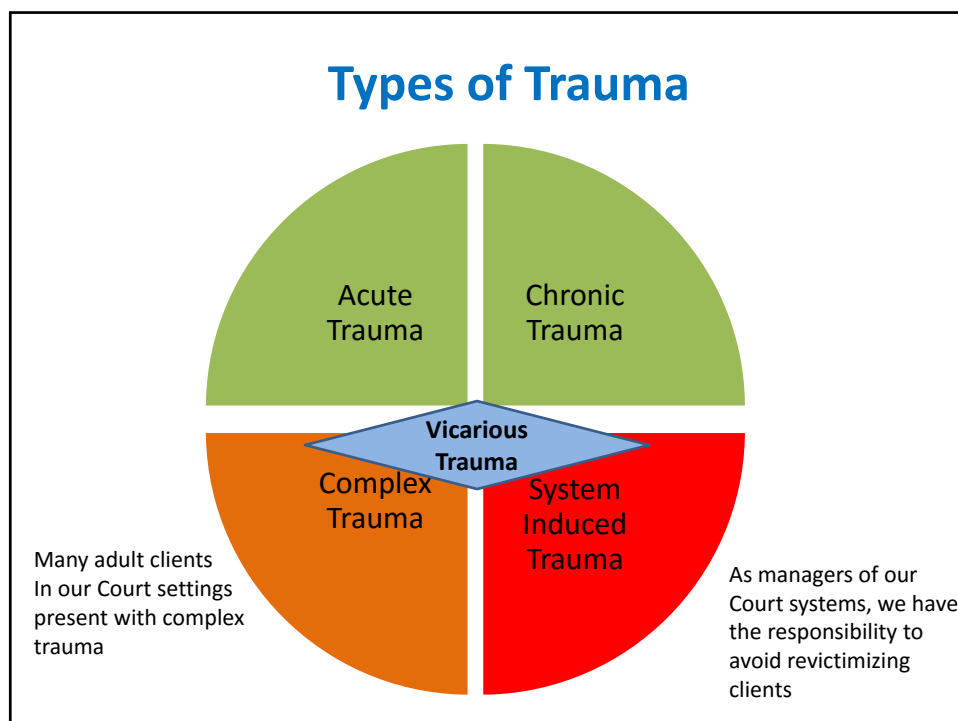 Types of Trauma
Acute
Trauma
Chronic
Trauma
Vicarious
Trauma
Complex
Trauma
System
Induced
Trauma
Many adult clients
In our Court settings
present with complex
trauma
As managers of our
Court systems, we have
the responsibility to
avoid revictimizing
clients